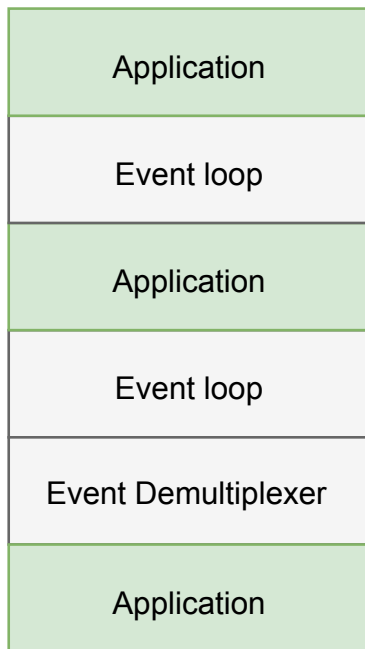 Application
Event loop
Application
Event loop
Event Demultiplexer
Application